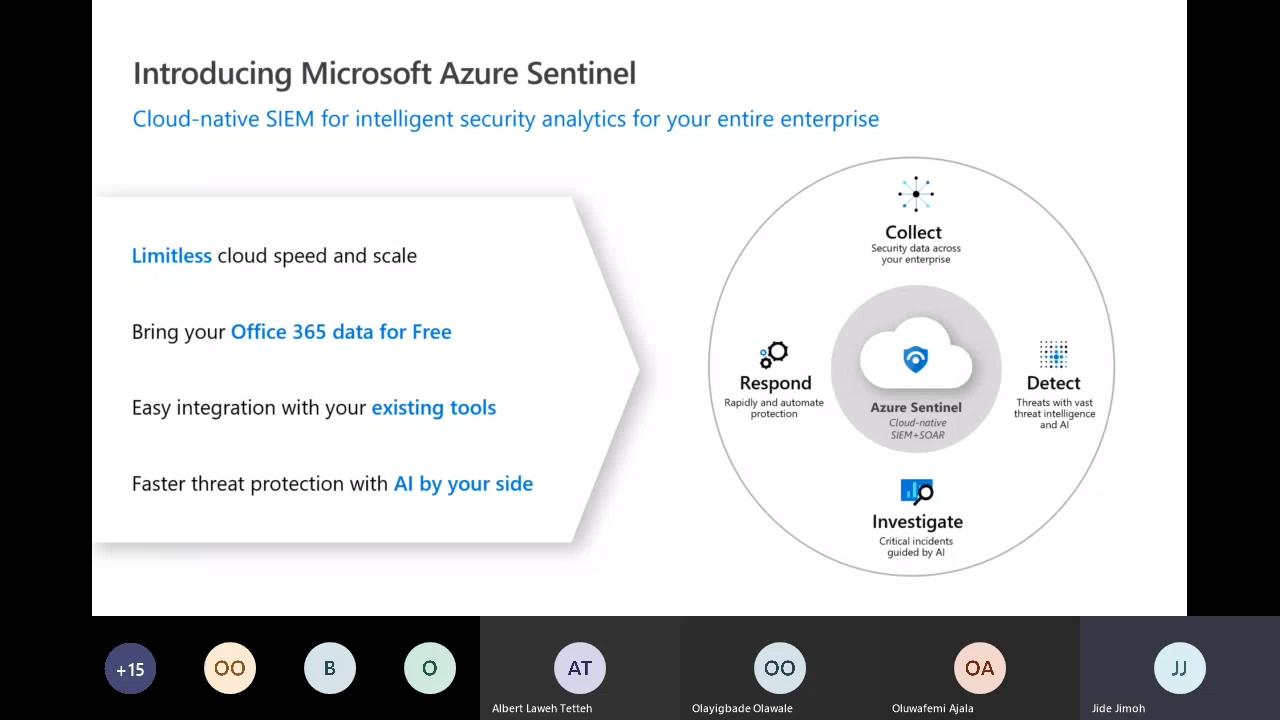 Introducing Microsoft Azure Sentinel
Cloud-native SIEM for intelligent security analytics for your entire enterprise
Limitless cloud speed and scale
Bring your Office 365 data for Free
Easy integration with your existing tools
Faster threat protection with AI by your side
Collect
Security data across
your enterprise
Respond
Rapidly and automate
protection
Azure Sentinel
Cloud-native
SIEM+SOAR
Detect
Threats with vast
threat intelligence
and AI
Investigate
Critical incidents
guided by AI
+15
OO
B
O
AT
Albert Laweh Tetteh
OO
Olayigbade Olawale
OA
Oluwafemi Ajala
JJ
Jide Jimoh